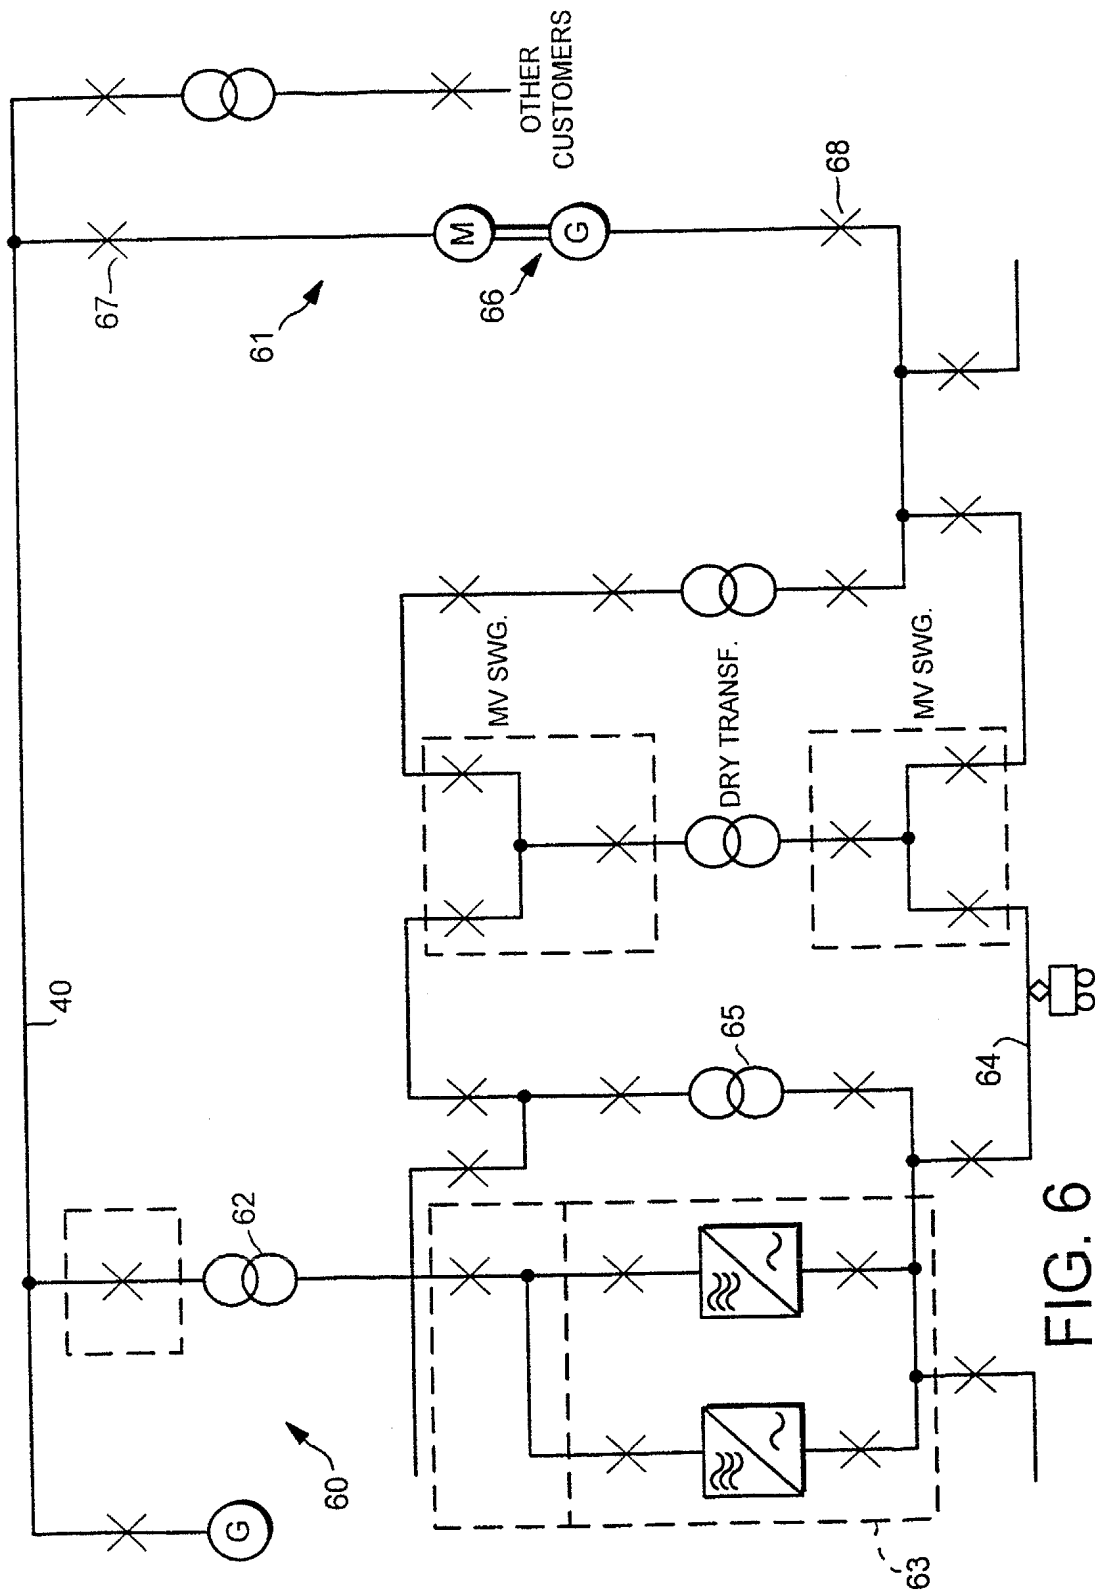 OTHER
CUSTOMERS
67
61
M
66
G
68
40
MV SWG.
DRY TRANSF.
MV SWG.
62
65
64
60
G
63
FIG. 6